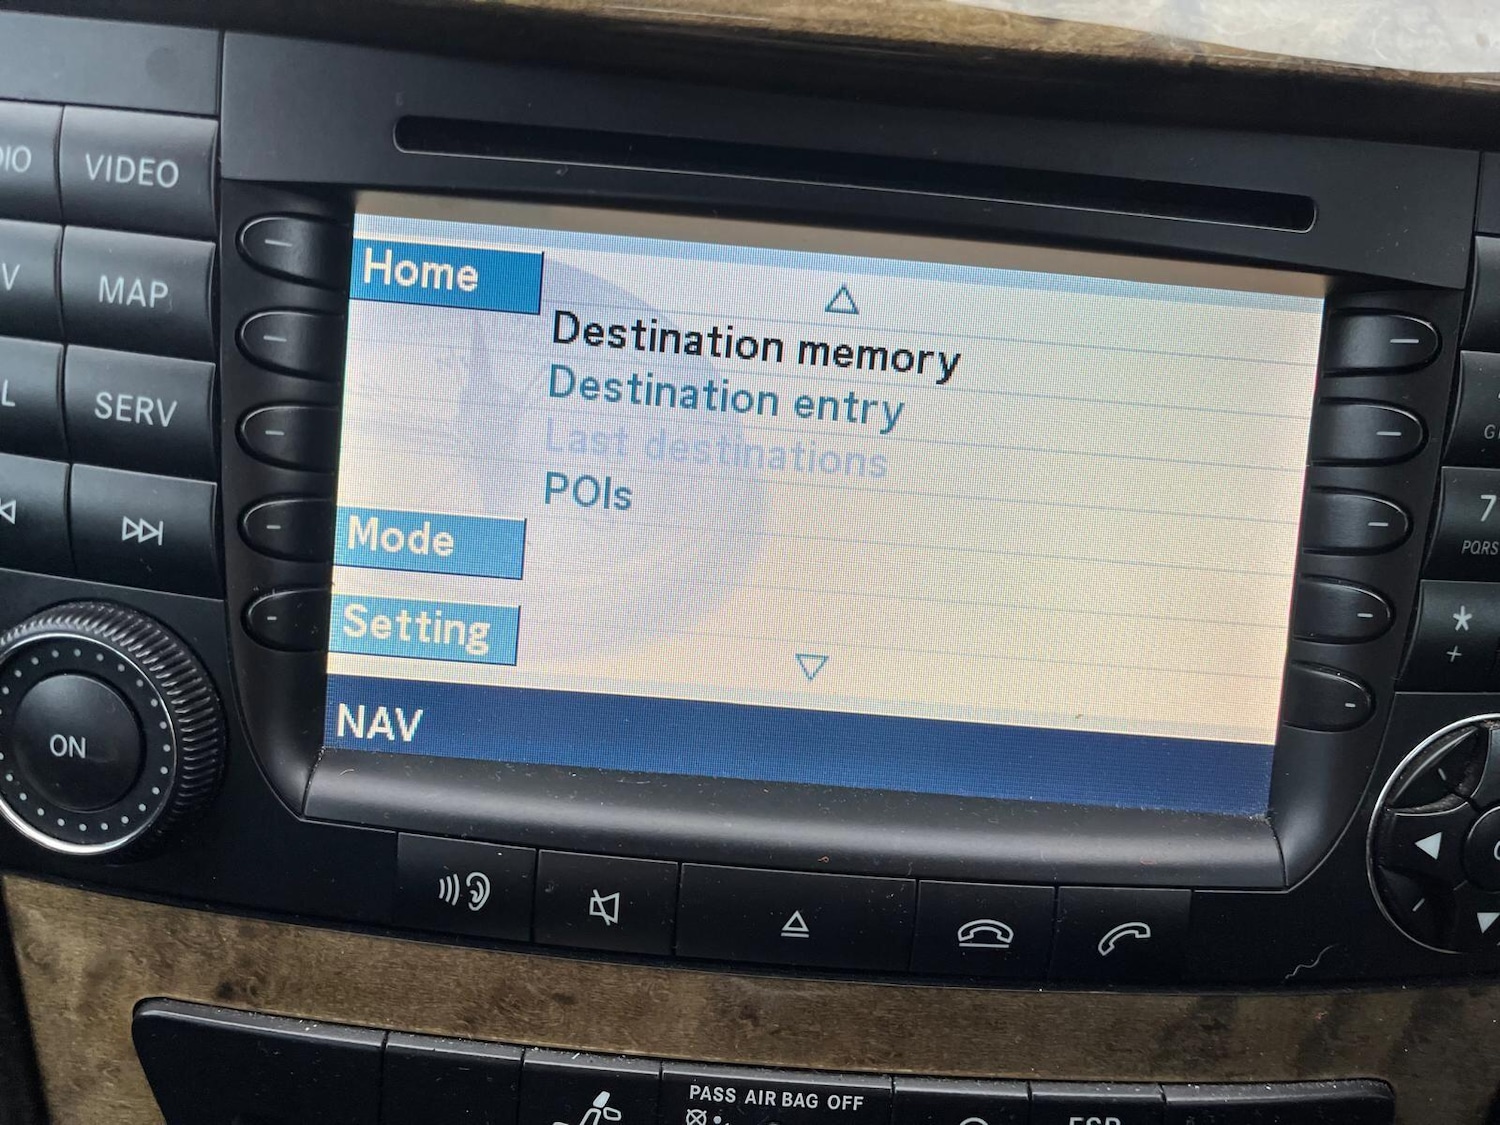 VIDEO
MAP
SERV
ON
Home
Destination memory
Destination entry
Last destinations
POIs
Mode
Setting
NAV
7
PQRS
*
+
PASS AIR BAG OFF
ESP